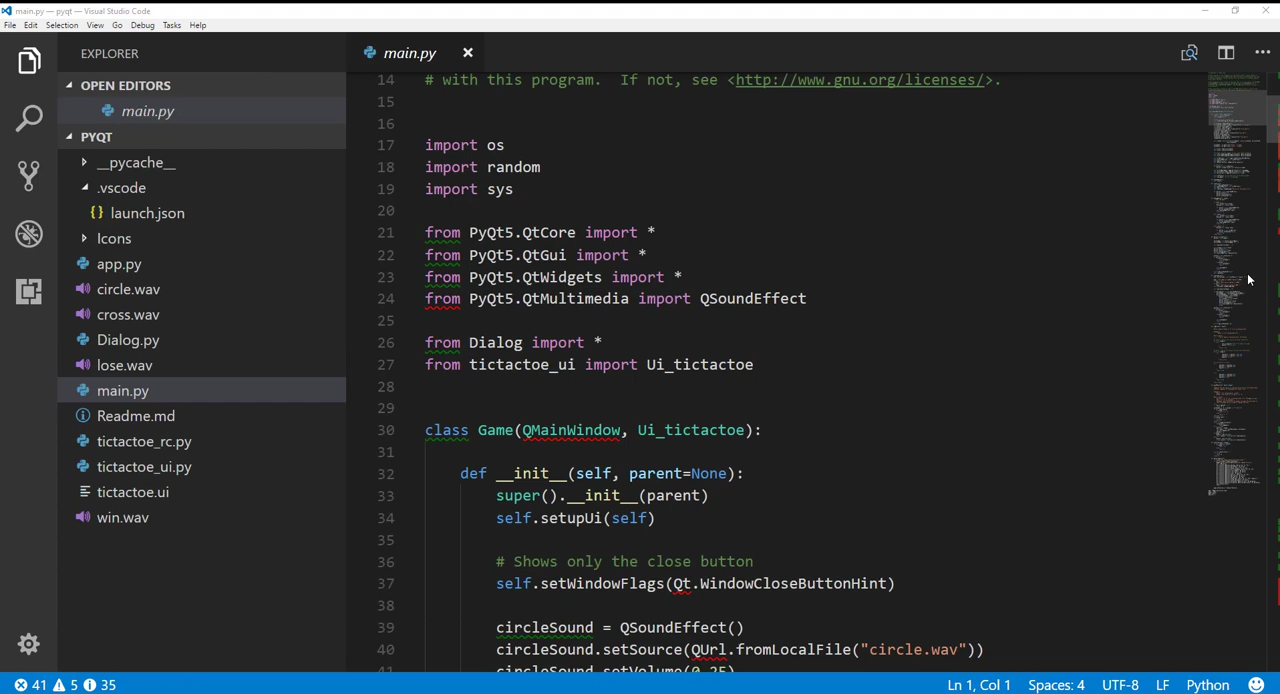 main.py — pyqt — Visual Studio Code
File Edit Selection View Go Debug Tasks Help
EXPLORER
OPEN EDITORS
main.py
PYQT
__pycache__
.vscode
{} launch.json
Icons
app.py
circle.wav
cross.wav
Dialog.py
lose.wav
main.py
Readme.md
tictactoe_rc.py
tictactoe_ui.py
tictactoe.ui
win.wav
main.py
14 # with this program.  If not, see <http://www.gnu.org/licenses/>.
15
16
17 import os
18 import random
19 import sys
20
21 from PyQt5.QtCore import *
22 from PyQt5.QtGui import *
23 from PyQt5.QtWidgets import *
24 from PyQt5.QtMultimedia import QSoundEffect
25
26 from Dialog import *
27 from tictactoe_ui import Ui_tictactoe
28
29
30 class Game(QMainWindow, Ui_tictactoe):
31
32 def __init__(self, parent=None):
33 super().__init__(parent)
34 self.setupUi(self)
35
36 # Shows only the close button
37 self.setWindowFlags(Qt.WindowCloseButtonHint)
38
39 circleSound = QSoundEffect()
40 circleSound.setSource(QUrl.fromLocalFile("circle.wav"))
41 circleSound.setVolume(0.25)
41 5 35
Ln 1, Col 1 Spaces: 4 UTF-8 LF Python